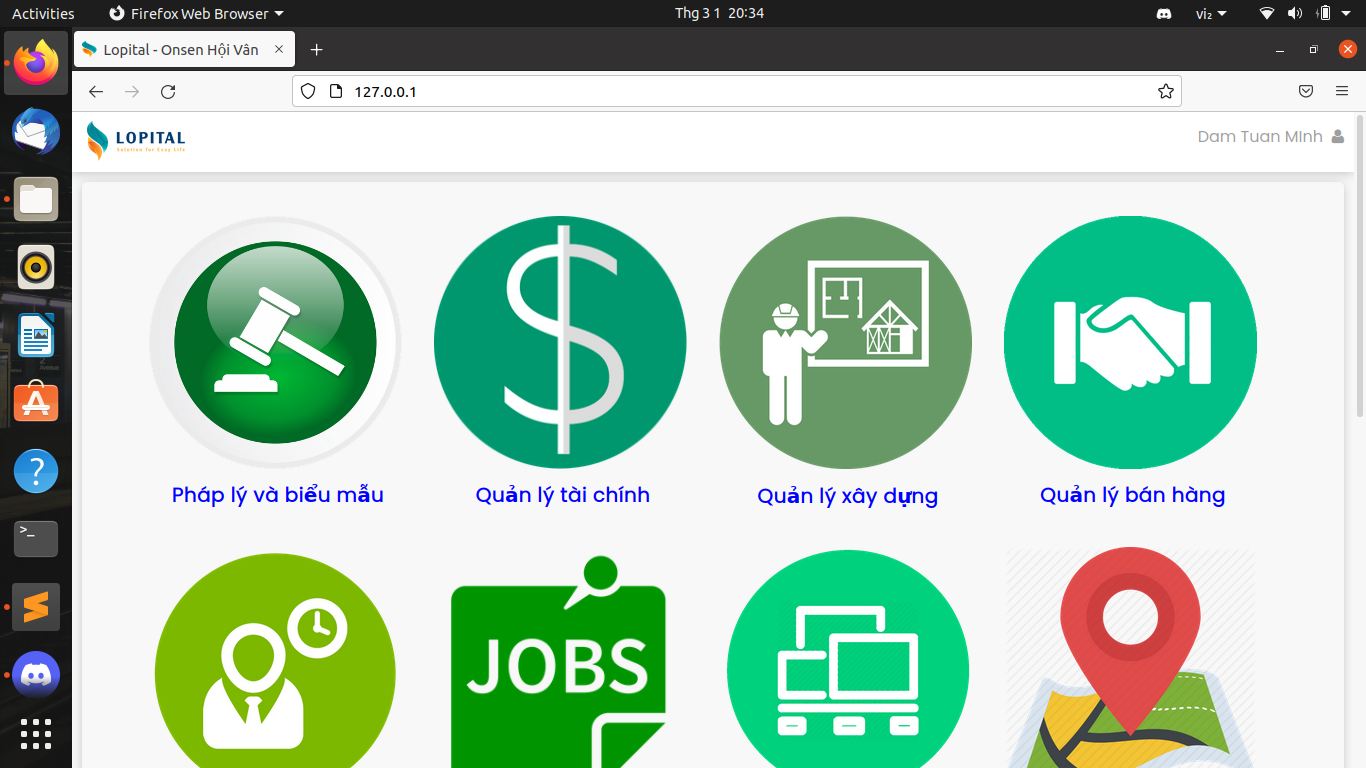 Activities
Firefox Web Browser
Thg 3 1 20:34
vi₂
Lopital - Onsen Hội Vân
127.0.0.1
LOPITAL
Solution for Easy Life
Dam Tuan MInh
Pháp lý và biểu mẫu
Quản lý tài chính
Quản lý xây dựng
Quản lý bán hàng
JOBS